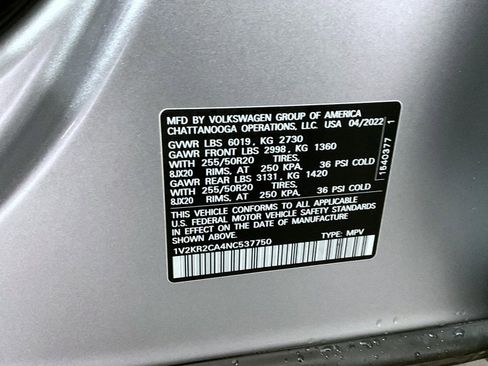 MFD BY VOLKSWAGEN GROUP OF AMERICA
CHATTANOOGA OPERATIONS, LLC. USA 04/2022
GVWR LBS 6019, KG 2730
GAWR FRONT LBS 2998, KG 1360
WITH 255/50R20 TIRES.
8JX20 RIMS, AT 250 KPA, 36 PSI COLD
GAWR REAR LBS 3131, KG 1420
WITH 255/50R20 TIRES.
8JX20 RIMS, AT 250 KPA, 36 PSI COLD
THIS VEHICLE CONFORMS TO ALL APPLICABLE
U.S. FEDERAL MOTOR VEHICLE SAFETY STANDARDS
IN EFFECT ON THE DATE OF MANUFACTURE
SHOWN ABOVE.
1V2KR2CA4NC537750 TYPE: MPV
1540377 1